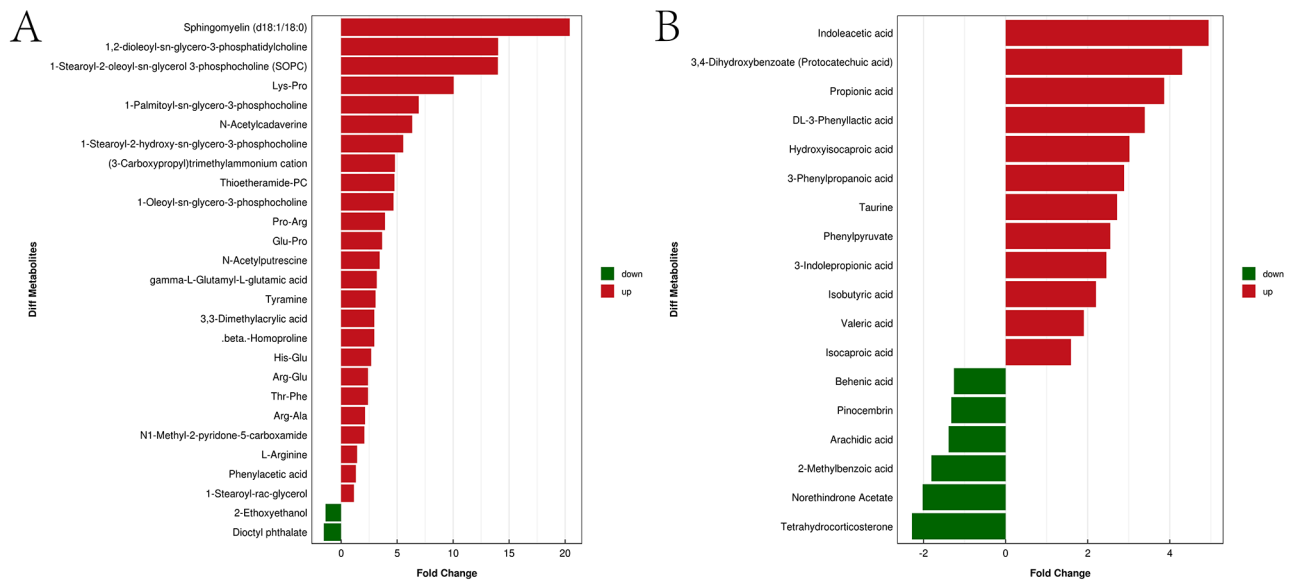 A
Sphingomyelin (d18:1/18:0)
1,2-dioleoyl-sn-glycero-3-phosphatidylcholine
1-Stearoyl-2-oleoyl-sn-glycerol 3-phosphocholine (SOPC)
Lys-Pro
1-Palmitoyl-sn-glycero-3-phosphocholine
N-Acetylcadaverine
1-Stearoyl-2-hydroxy-sn-glycero-3-phosphocholine
(3-Carboxypropyl)trimethylammonium cation
Thioetheramide-PC
1-Oleoyl-sn-glycero-3-phosphocholine
Pro-Arg
Glu-Pro
N-Acetylputrescine
gamma-L-Glutamyl-L-glutamic acid
Tyramine
3,3-Dimethylacrylic acid
.beta.-Homoproline
His-Glu
Arg-Glu
Thr-Phe
Arg-Ala
N1-Methyl-2-pyridone-5-carboxamide
L-Arginine
Phenylacetic acid
1-Stearoyl-rac-glycerol
2-Ethoxyethanol
Dioctyl phthalate
Diff Metabolites
0 5 10 15 20
Fold Change
down
up
B
Indoleacetic acid
3,4-Dihydroxybenzoate (Protocatechuic acid)
Propionic acid
DL-3-Phenyllactic acid
Hydroxyisocaproic acid
3-Phenylpropanoic acid
Taurine
Phenylpyruvate
3-Indolepropionic acid
Isobutyric acid
Valeric acid
Isocaproic acid
Behenic acid
Pinocembrin
Arachidic acid
2-Methylbenzoic acid
Norethindrone Acetate
Tetrahydrocorticosterone
Diff Metabolites
-2 0 2 4
Fold Change
down
up